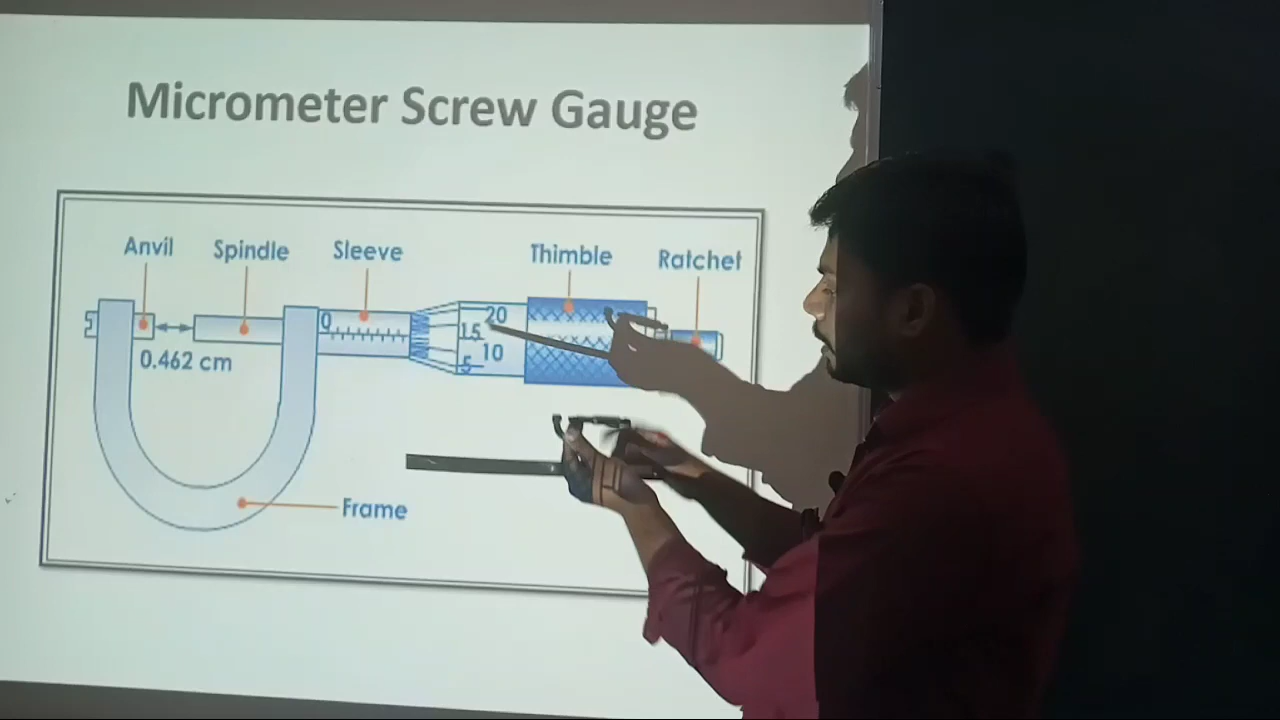 Micrometer Screw Gauge
Anvil Spindle Sleeve Thimble Ratchet
0 20
15
0.462 cm 10
5
Frame